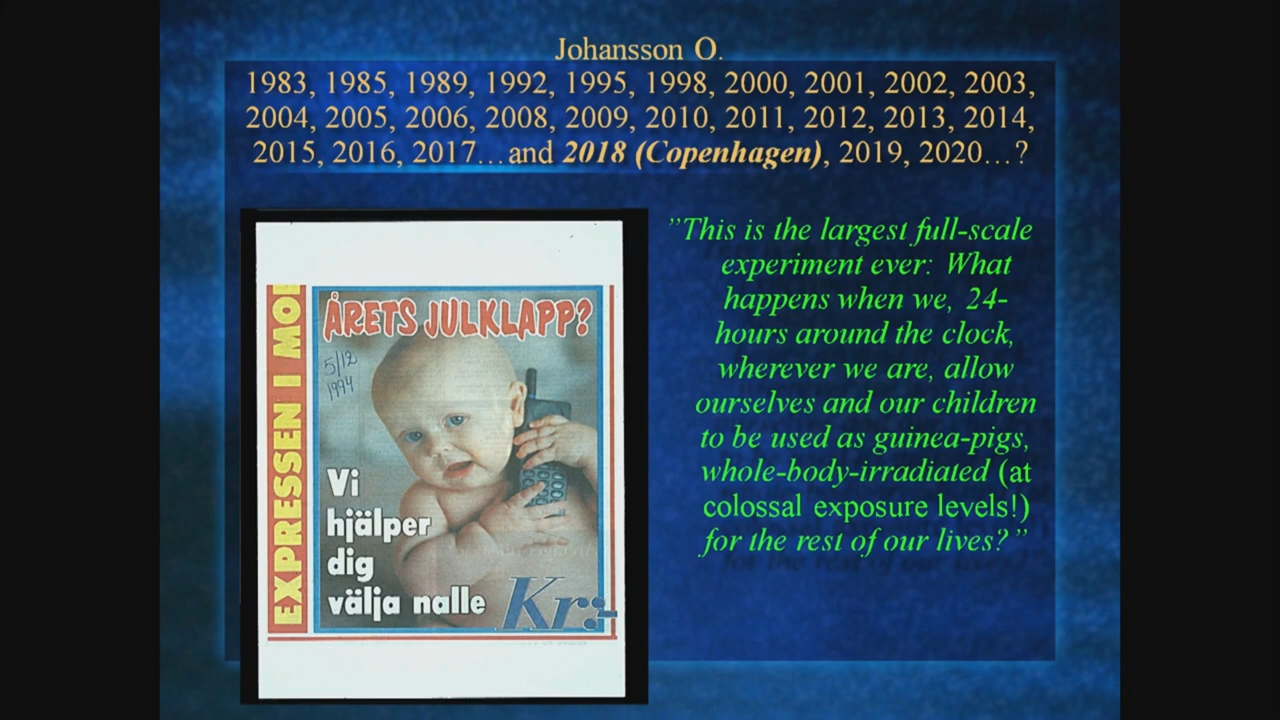 Johansson O.
1983, 1985, 1989, 1992, 1995, 1998, 2000, 2001, 2002, 2003,
2004, 2005, 2006, 2008, 2009, 2010, 2011, 2012, 2013, 2014,
2015, 2016, 2017…and 2018 (Copenhagen), 2019, 2020…?
EXPRESSEN I MO
ÅRETS JULKLAPP?
5/12
1994
Vi
hjälper
dig
välja nalle
Kr:-
”This is the largest full-scale
experiment ever: What
happens when we, 24-
hours around the clock,
wherever we are, allow
ourselves and our children
to be used as guinea-pigs,
whole-body-irradiated (at
colossal exposure levels!)
for the rest of our lives?”